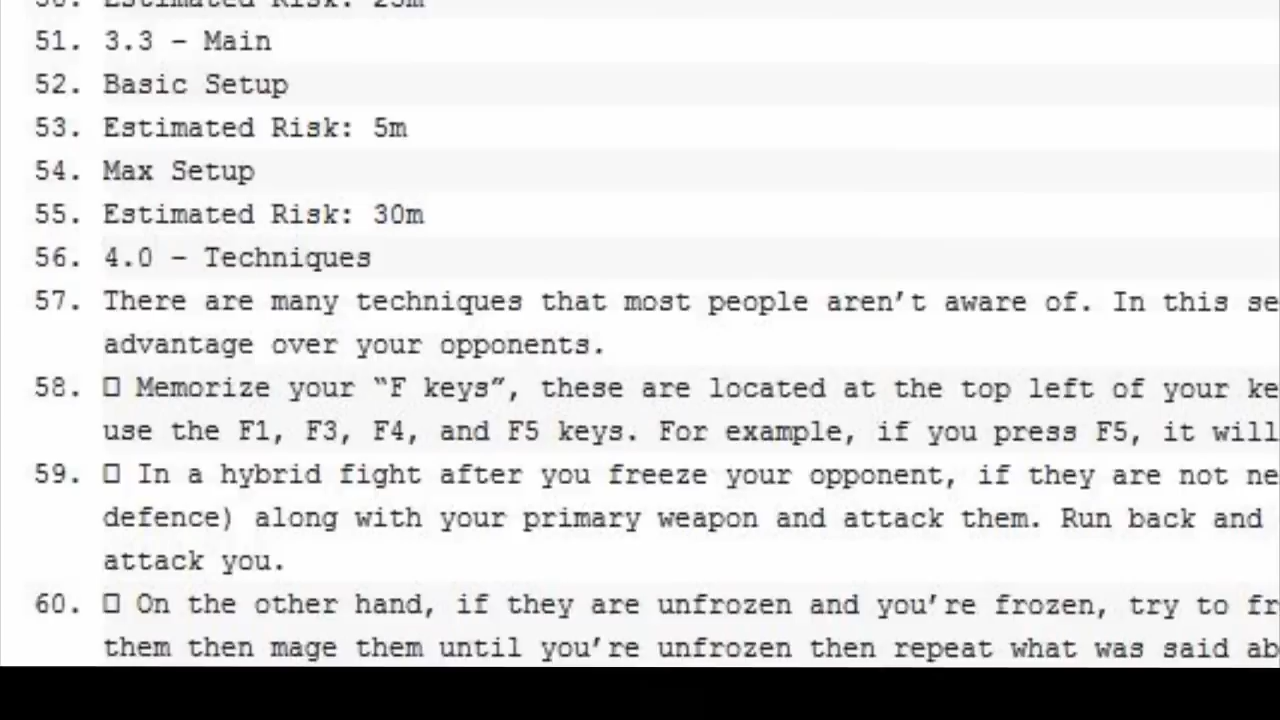 50. Estimated Risk: 25m
51. 3.3 – Main
52. Basic Setup
53. Estimated Risk: 5m
54. Max Setup
55. Estimated Risk: 30m
56. 4.0 – Techniques
57. There are many techniques that most people aren't aware of. In this se
advantage over your opponents.
58. □ Memorize your “F keys”, these are located at the top left of your ke
use the F1, F3, F4, and F5 keys. For example, if you press F5, it will
59. □ In a hybrid fight after you freeze your opponent, if they are not ne
defence) along with your primary weapon and attack them. Run back and
attack you.
60. □ On the other hand, if they are unfrozen and you’re frozen, try to fr
them then mage them until you’re unfrozen then repeat what was said ab